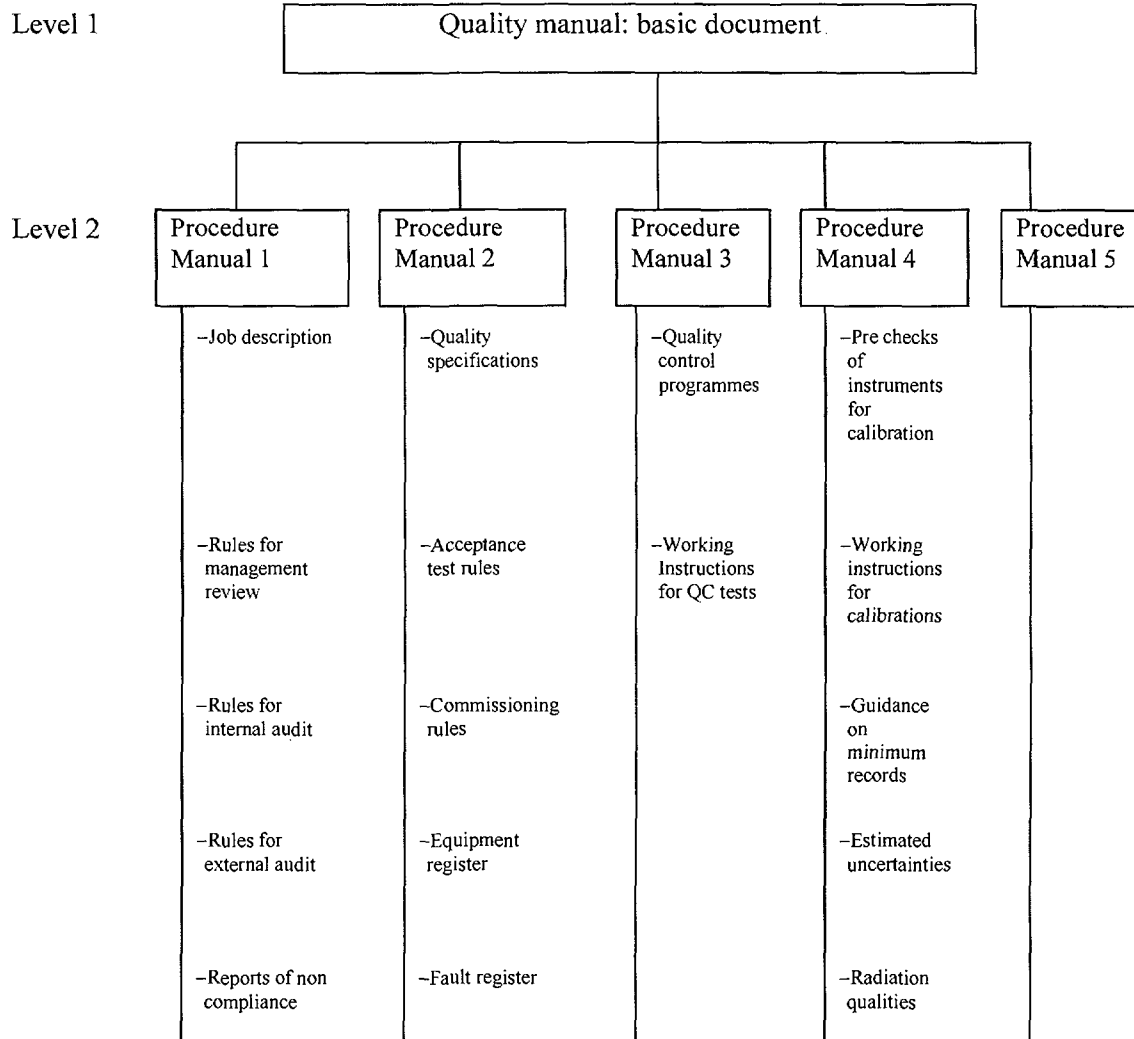 Level 1
Quality manual: basic document
Level 2
Procedure
Manual 1
Procedure
Manual 2
Procedure
Manual 3
Procedure
Manual 4
Procedure
Manual 5
–Job description
–Rules for
management
review
–Rules for
internal audit
–Rules for
external audit
–Reports of non
compliance
–Quality
specifications
–Acceptance
test rules
–Commissioning
rules
–Equipment
register
–Fault register
–Quality
control
programmes
–Working
Instructions
for QC tests
–Pre checks
of
instruments
for
calibration
–Working
instructions
for
calibrations
–Guidance
on
minimum
records
–Estimated
uncertainties
–Radiation
qualities